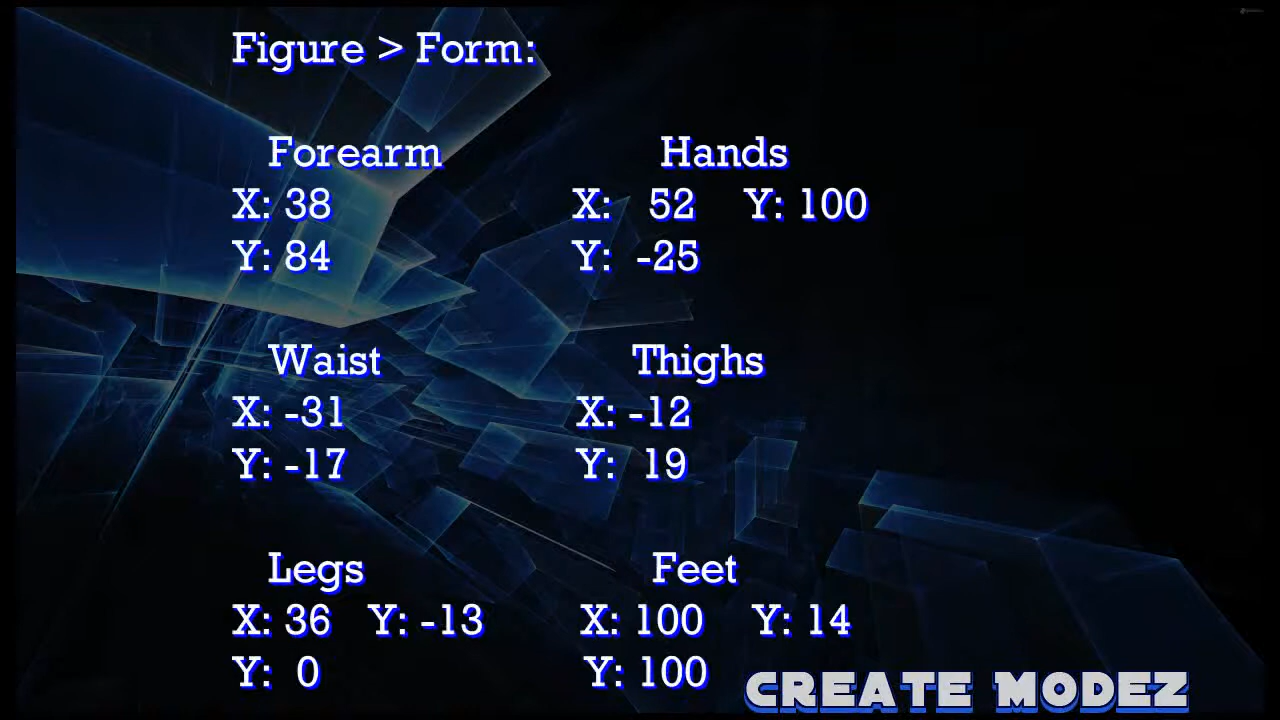 Figure > Form:
Forearm
X: 38
Y: 84
Hands
X: 52 Y: 100
Y: -25
Waist
X: -31
Y: -17
Thighs
X: -12
Y: 19
Legs
X: 36 Y: -13
Y: 0
Feet
X: 100 Y: 14
Y: 100
CREATE MODEZ